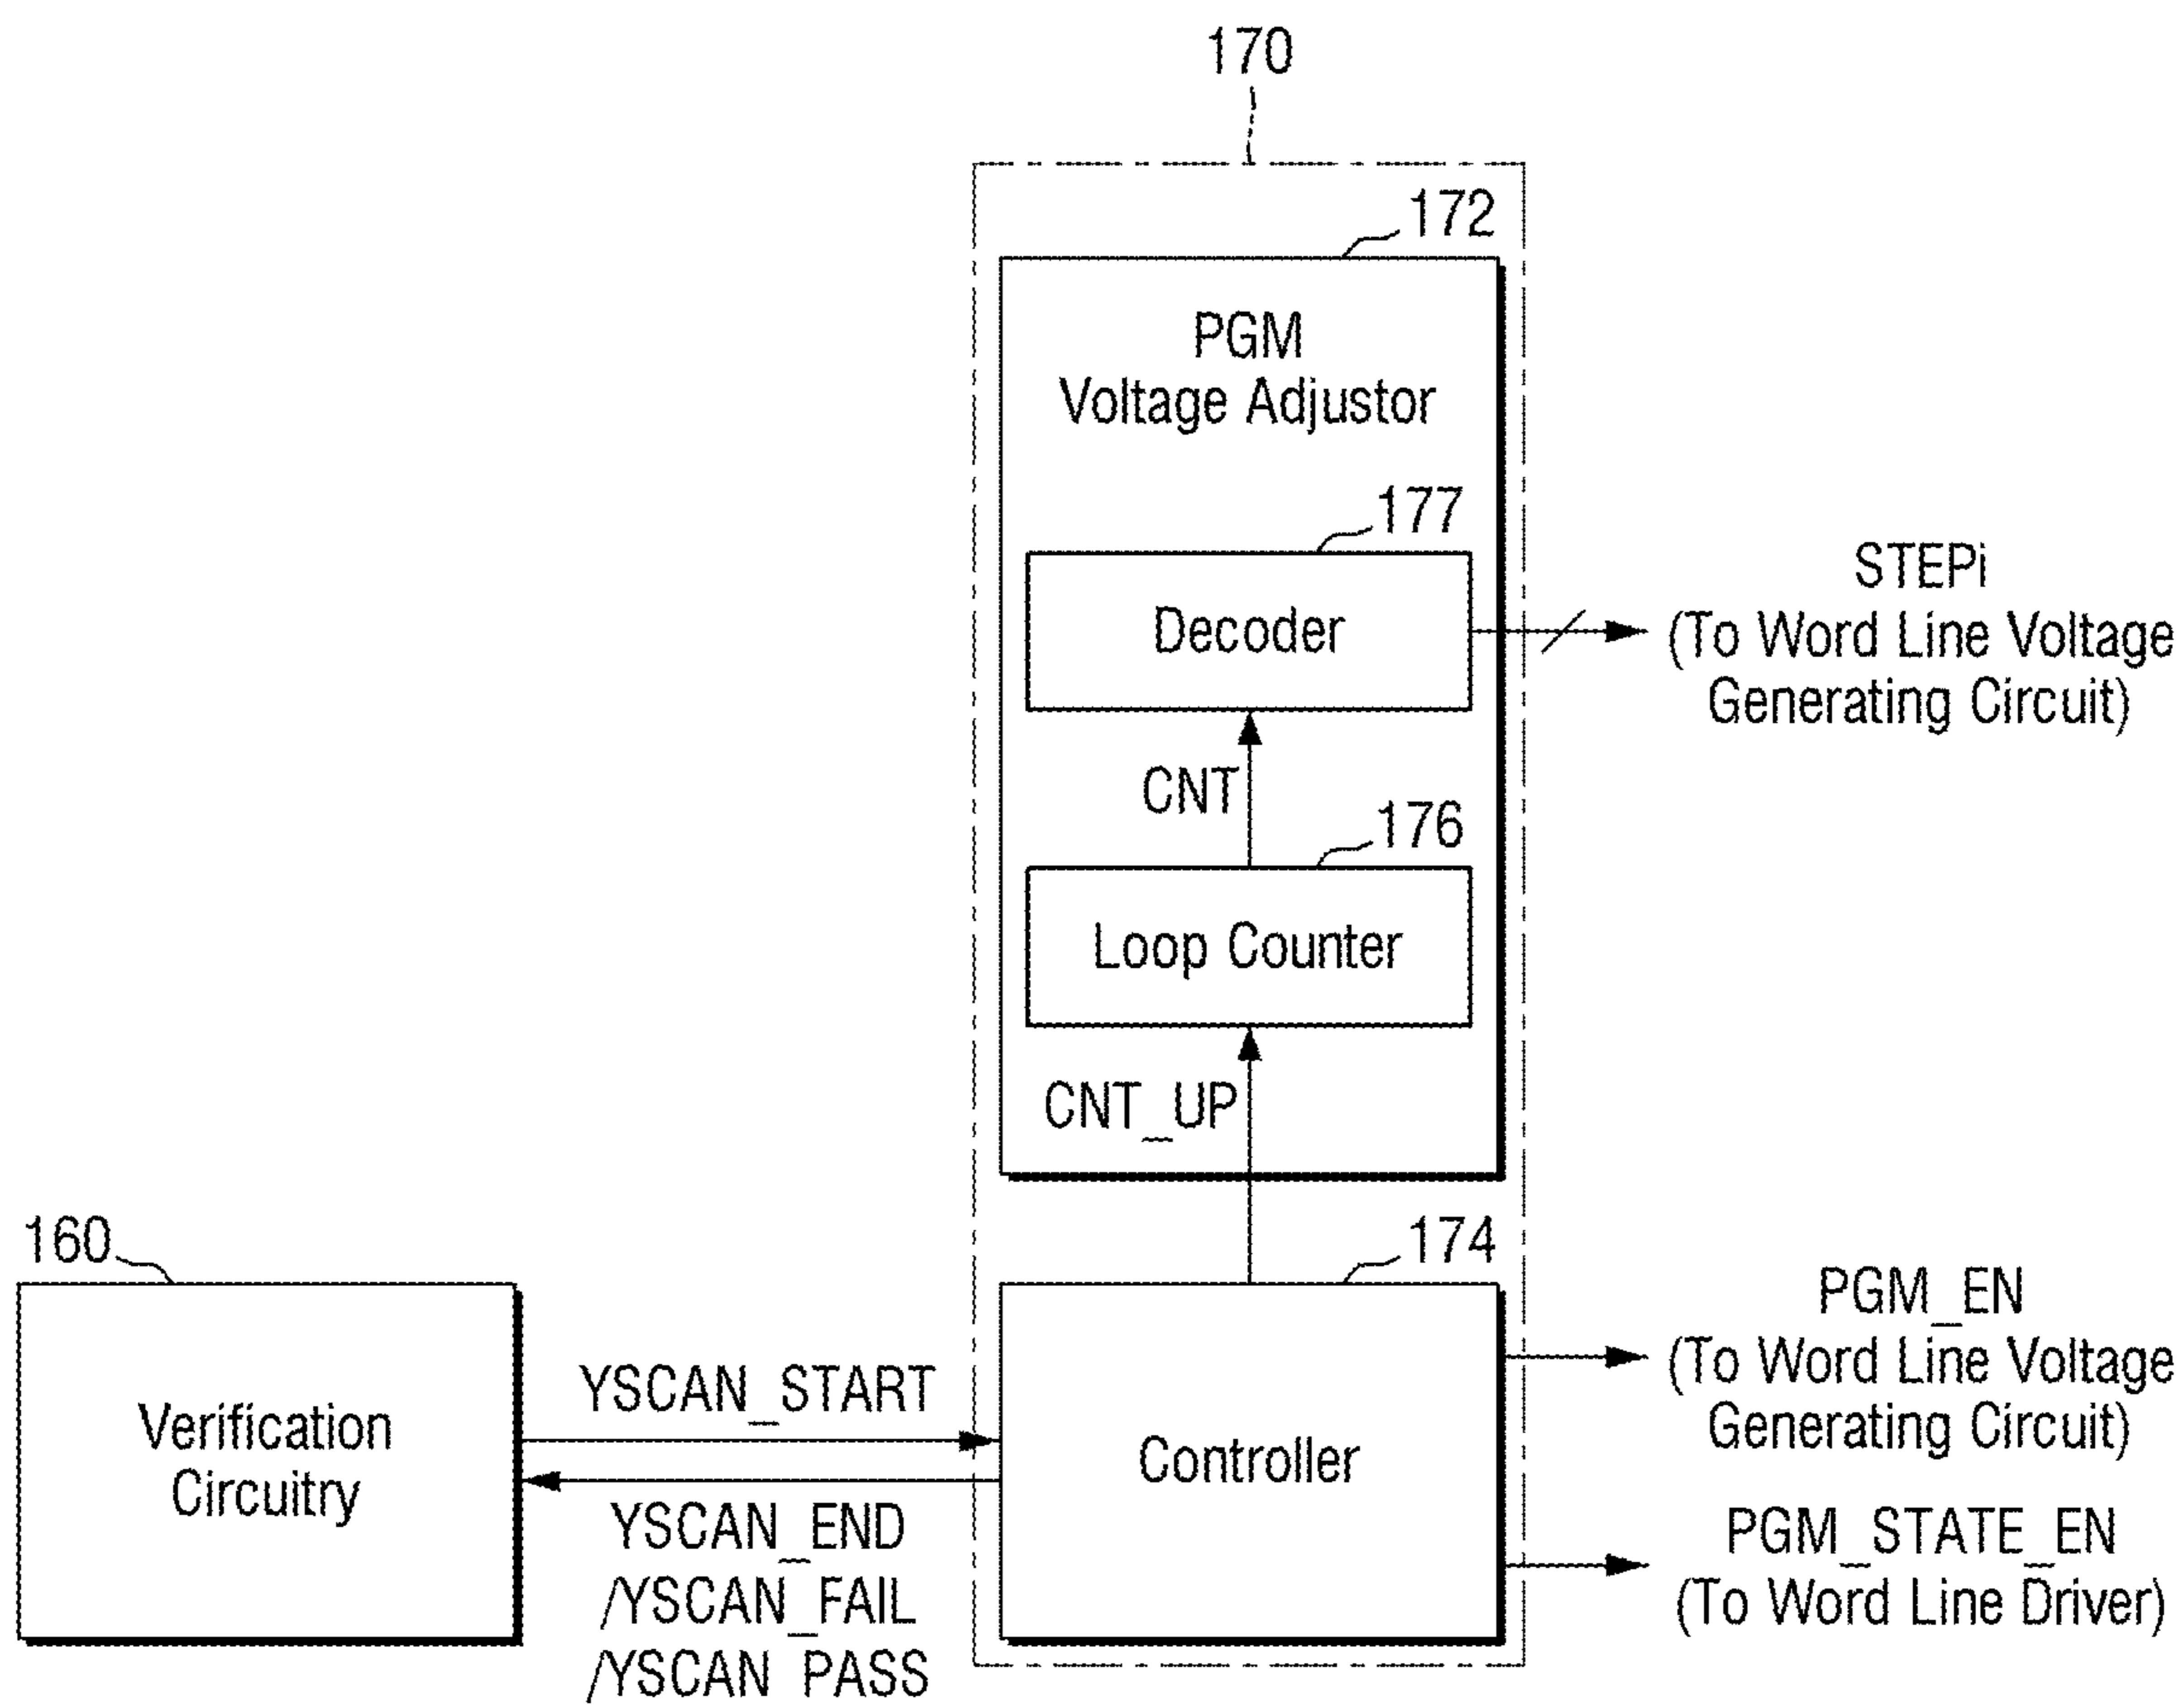 170
172
PGM
Voltage Adjustor
177
Decoder
STEPi
(To Word Line Voltage
Generating Circuit)
CNT
176
Loop Counter
CNT_UP
160
174
Verification
Circuitry
YSCAN_START
YSCAN_END
/YSCAN_FAIL
/YSCAN_PASS
Controller
PGM_EN
(To Word Line Voltage
Generating Circuit)
PGM_STATE_EN
(To Word Line Driver)